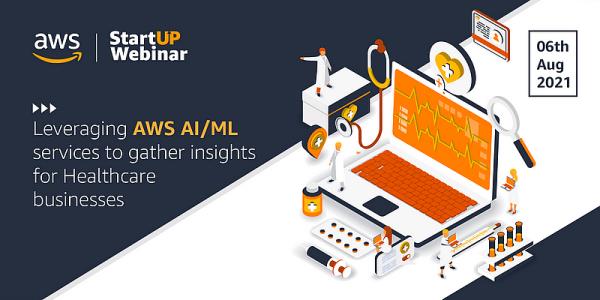 aws
StartUP
Webinar
06th
Aug
2021
Leveraging AWS AI/ML
services to gather insights
for Healthcare
businesses